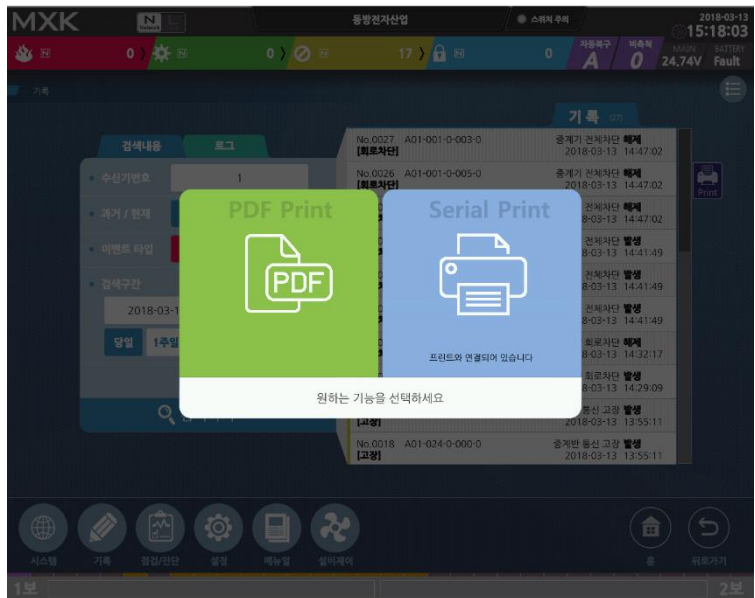 MXK
N
Network
L
동방전자산업
스위치 주의
2018-03-13
15:18:03
0
0
17
0
자동복구
A
비축적
0
MAIN
24.74V
BATTERY
Fault
기록
기 록
검색내용
로그
수신기번호
1
과거 / 현재
이벤트 타입
검색구간
2018-03-1
당일
1주일
No.0027 A01-001-0-003-0 중계기 전체차단 해제
[회로차단] 2018-03-13 14:47:02
No.0026 A01-001-0-005-0 중계기 전체차단 해제
[회로차단] 2018-03-13 14:47:02
전체차단 해제
8-03-13 14:47:02
전체차단 발생
8-03-13 14:41:49
전체차단 발생
8-03-13 14:41:49
전체차단 발생
8-03-13 14:41:49
회로차단 해제
8-03-13 14:32:17
회로차단 발생
8-03-13 14:29:09
통신 고장 발생
[고장] 2018-03-13 13:55:11
No.0018 A01-024-0-000-0 중계반 통신 고장 발생
[고장] 2018-03-13 13:55:11
Print
PDF Print
PDF
Serial Print
프린트와 연결되어 있습니다
원하는 기능을 선택하세요
시스템
기록
점검/진단
설정
메뉴얼
설비제어
홈
뒤로가기
1보
2보